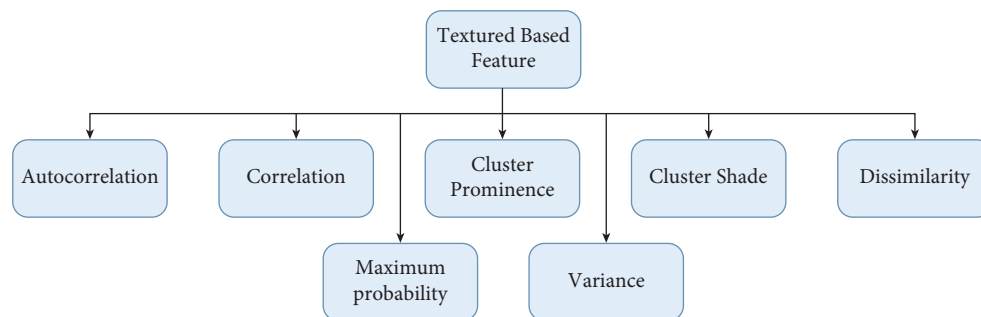 Textured Based
Feature
Autocorrelation
Correlation
Cluster
Prominence
Cluster Shade
Dissimilarity
Maximum
probability
Variance